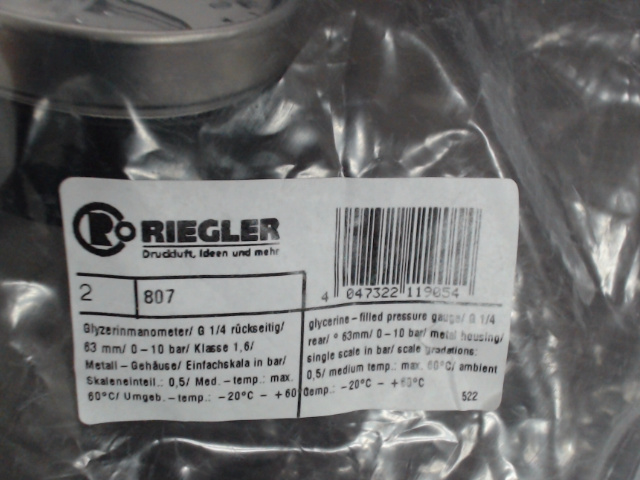 RIEGLER
Druckluft, Ideen und mehr
2 807
4 047322 119054
Glyzerinmanometer/ G 1/4 rückseitig/
63 mm/ 0-10 bar/ Klasse 1,6/
Metall-Gehäuse/ Einfachskala in bar/
Skaleneinteil.: 0,5/ Med.-temp.: max.
60°C/ Umgeb.-temp.: -20°C - +60
glycerine-filled pressure gauge/ G 1/4
rear/ ° 63mm/ 0-10 bar/ metal housing/
single scale in bar/ scale gradations:
0,5/ medium temp.: max. 60°C/ ambient
temp.: -20°C - +60°C
522